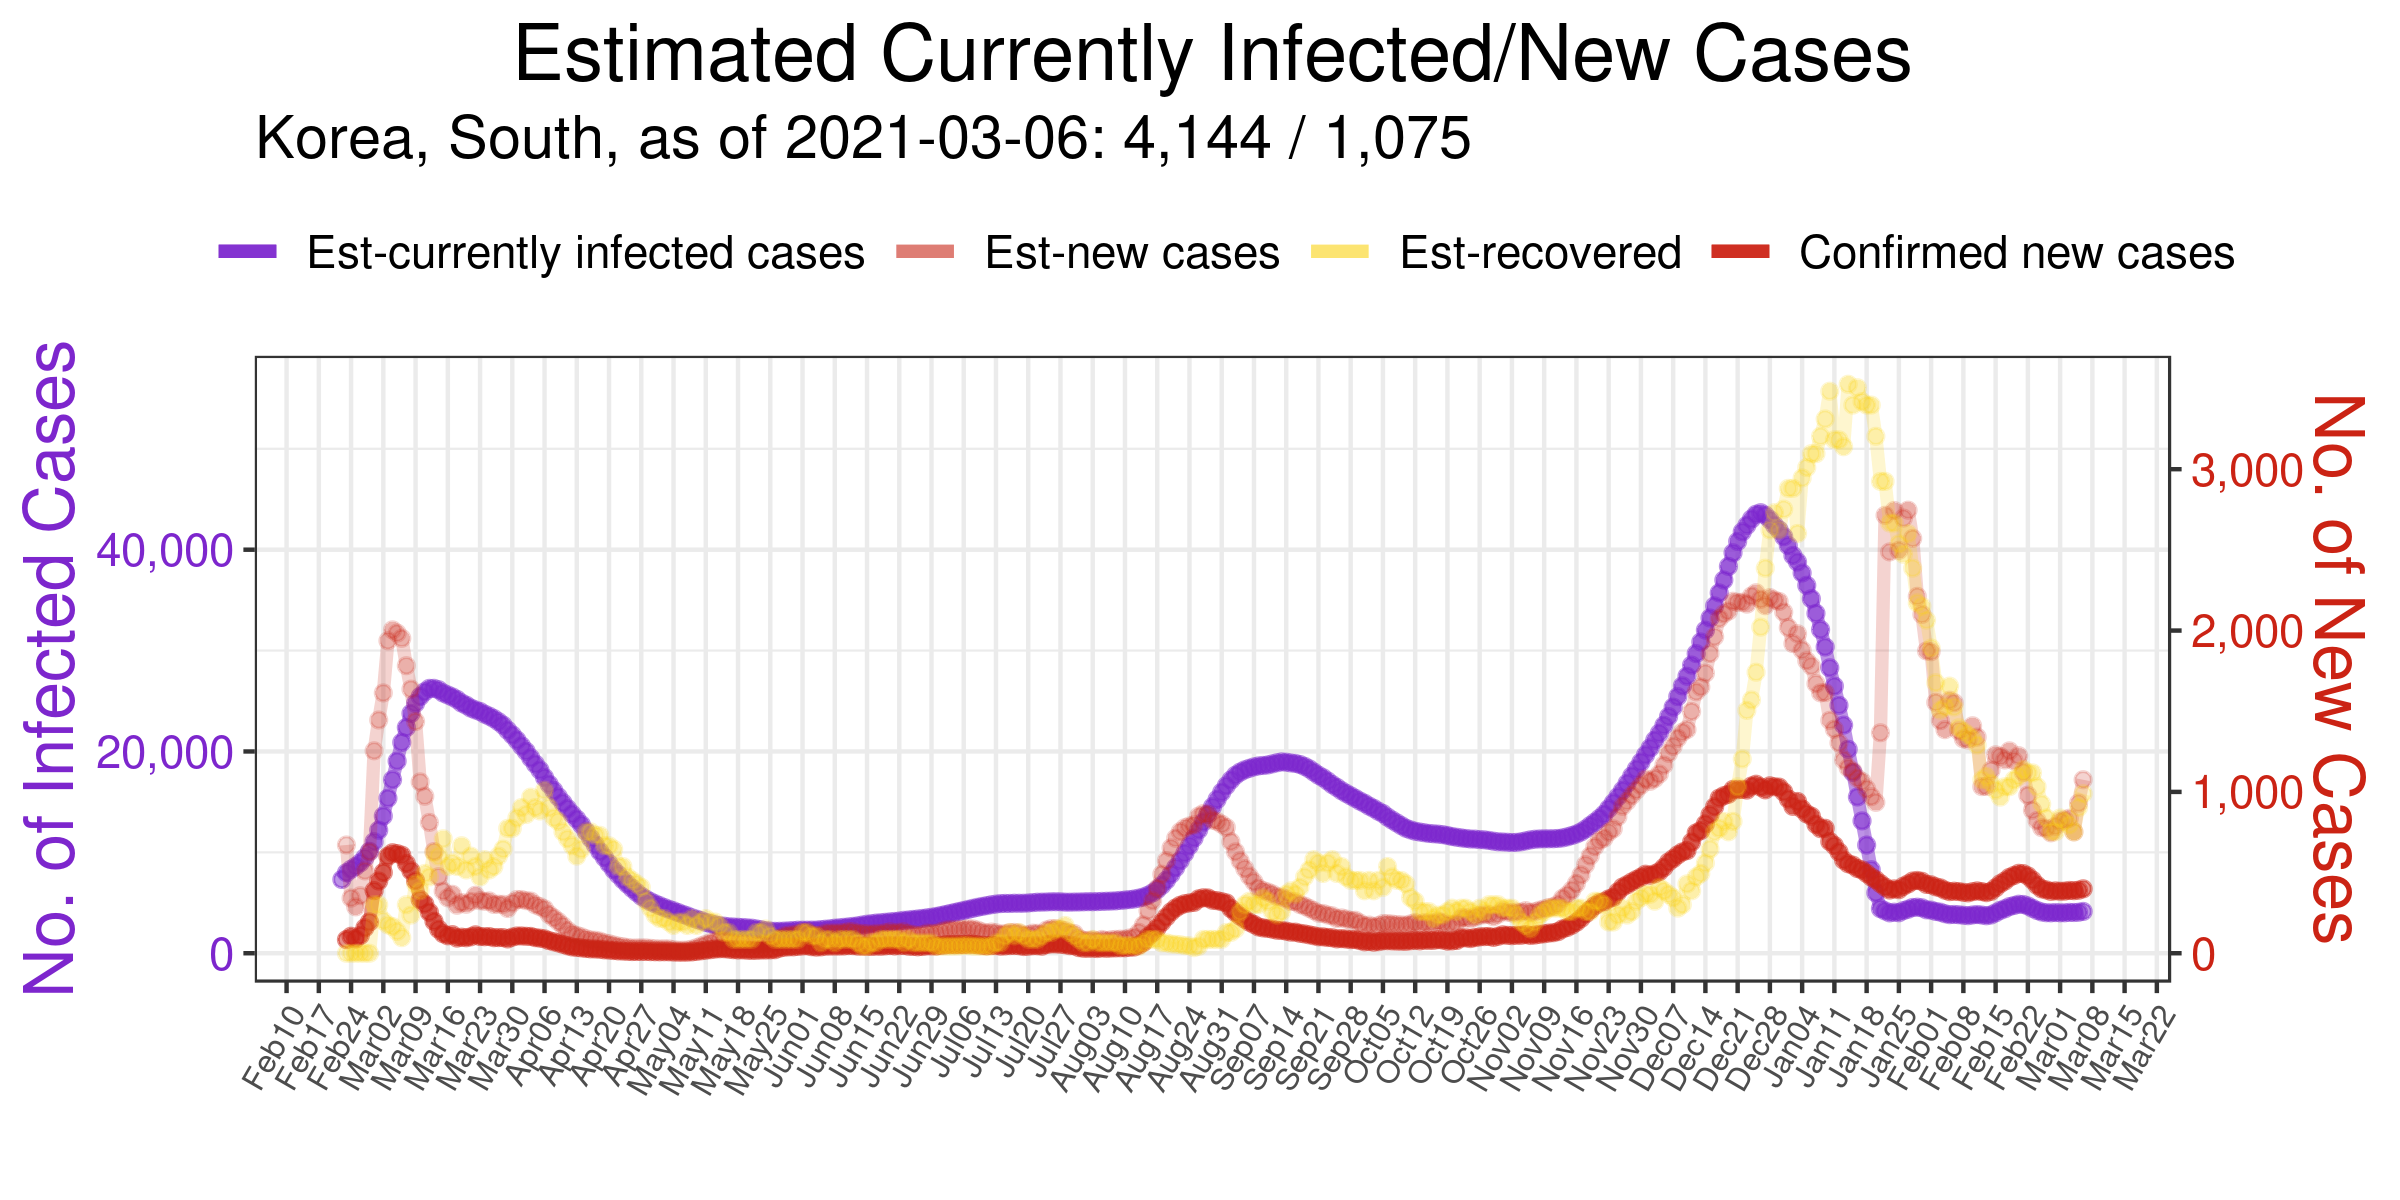 Estimated Currently Infected/New Cases
Korea, South, as of 2021-03-06: 4,144 / 1,075
Est-currently infected cases Est-new cases Est-recovered Confirmed new cases
No. of Infected Cases
40,000
20,000
0
3,000
2,000
1,000
0
No. of New Cases
Feb10 Feb17 Feb24 Mar02 Mar09 Mar16 Mar23 Mar30 Apr06 Apr13 Apr20 Apr27 May04 May11 May18 May25 Jun01 Jun08 Jun15 Jun22 Jun29 Jul06 Jul13 Jul20 Jul27 Aug03 Aug10 Aug17 Aug24 Aug31 Sep07 Sep14 Sep21 Sep28 Oct05 Oct12 Oct19 Oct26 Nov02 Nov09 Nov16 Nov23 Nov30 Dec07 Dec14 Dec21 Dec28 Dec04 Jan11 Jan18 Jan25 Feb01 Feb08 Feb15 Feb22 Mar01 Mar08 Mar15 Mar22